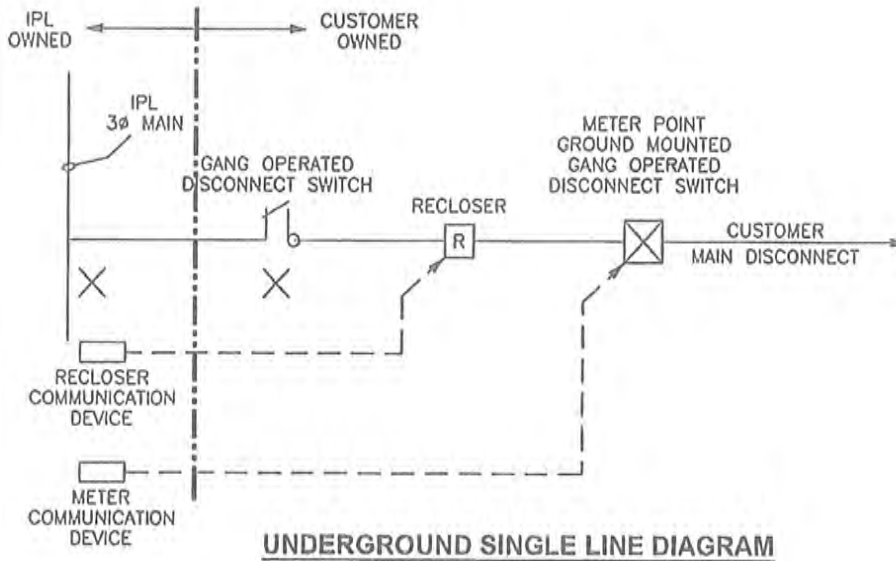 IPL
OWNED
CUSTOMER
OWNED
IPL
3ø MAIN
GANG OPERATED
DISCONNECT SWITCH
RECLOSER
R
METER POINT
GROUND MOUNTED
GANG OPERATED
DISCONNECT SWITCH
CUSTOMER
MAIN DISCONNECT
RECLOSER
COMMUNICATION
DEVICE
METER
COMMUNICATION
DEVICE
UNDERGROUND SINGLE LINE DIAGRAM